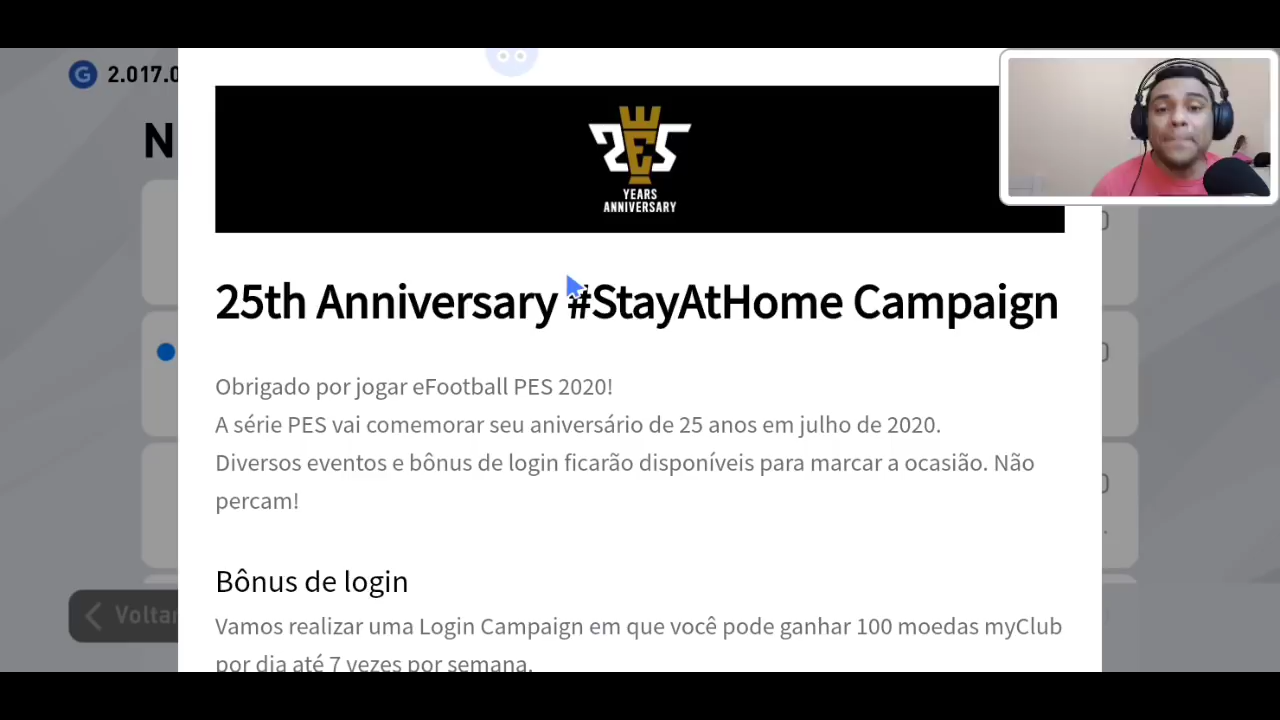 G 2.017.0
N
PES
YEARS
ANNIVERSARY
25th Anniversary #StayAtHome Campaign
Obrigado por jogar eFootball PES 2020!
A série PES vai comemorar seu aniversário de 25 anos em julho de 2020.
Diversos eventos e bônus de login ficarão disponíveis para marcar a ocasião. Não
percam!
Bônus de login
Vamos realizar uma Login Campaign em que você pode ganhar 100 moedas myClub
por dia até 7 vezes por semana.
Voltar